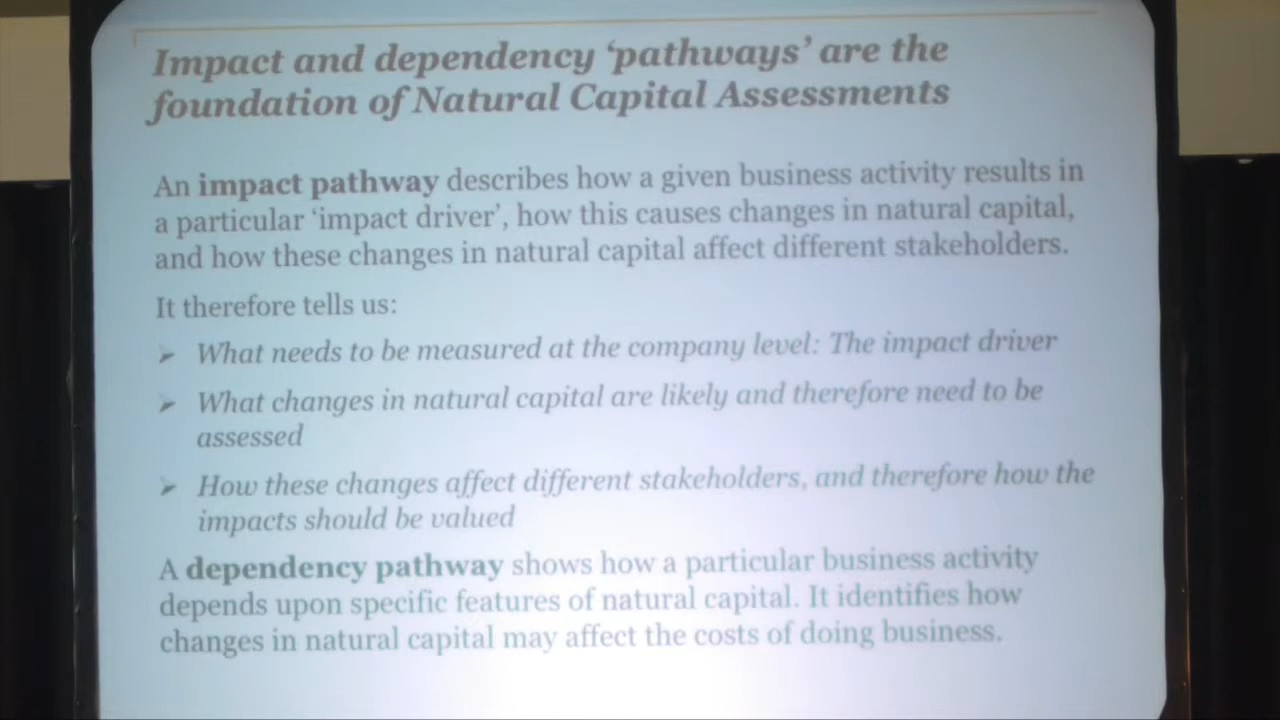 Impact and dependency ‘pathways’ are the
foundation of Natural Capital Assessments
An impact pathway describes how a given business activity results in
a particular ‘impact driver’, how this causes changes in natural capital,
and how these changes in natural capital affect different stakeholders.
It therefore tells us:
➢ What needs to be measured at the company level: The impact driver
➢ What changes in natural capital are likely and therefore need to be
assessed
➢ How these changes affect different stakeholders, and therefore how the
impacts should be valued
A dependency pathway shows how a particular business activity
depends upon specific features of natural capital. It identifies how
changes in natural capital may affect the costs of doing business.